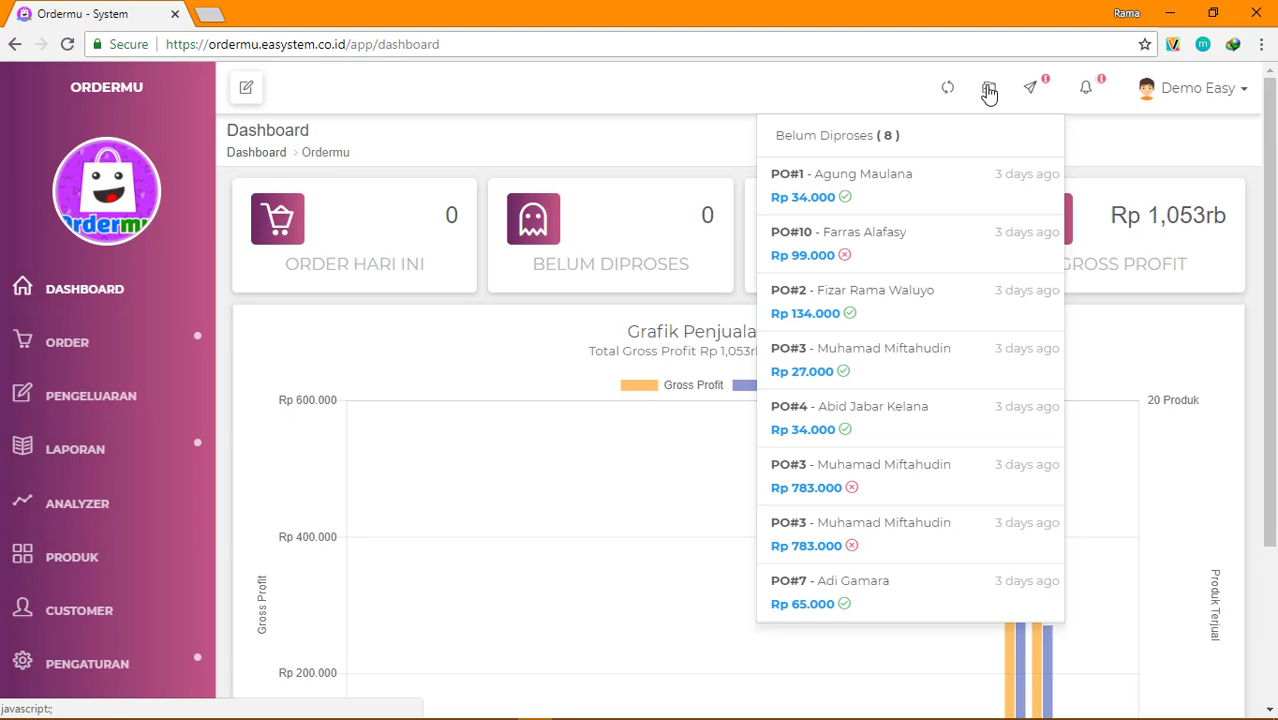 Ordermu - System
Rama
Secure
https://ordermu.easystem.co.id/app/dashboard
m
ORDERMU
Ordermu
DASHBOARD
ORDER
PENGELUARAN
LAPORAN
ANALYZER
PRODUK
CUSTOMER
PENGATURAN
Demo Easy
Dashboard
Dashboard > Ordermu
0
ORDER HARI INI
0
BELUM DIPROSES
Rp 1,053rb
GROSS PROFIT
Grafik Penjuala
Total Gross Profit Rp 1,053r
Gross Profit
Rp 600.000
20 Produk
Rp 400.000
Rp 200.000
Gross Profit
Produk Terjual
Belum Diproses ( 8 )
PO#1 - Agung Maulana 3 days ago
Rp 34.000
PO#10 - Farras Alafasy 3 days ago
Rp 99.000
PO#2 - Fizar Rama Waluyo 3 days ago
Rp 134.000
PO#3 - Muhamad Miftahudin 3 days ago
Rp 27.000
PO#4 - Abid Jabar Kelana 3 days ago
Rp 34.000
PO#3 - Muhamad Miftahudin 3 days ago
Rp 783.000
PO#3 - Muhamad Miftahudin 3 days ago
Rp 783.000
PO#7 - Adi Gamara 3 days ago
Rp 65.000
javascript:;